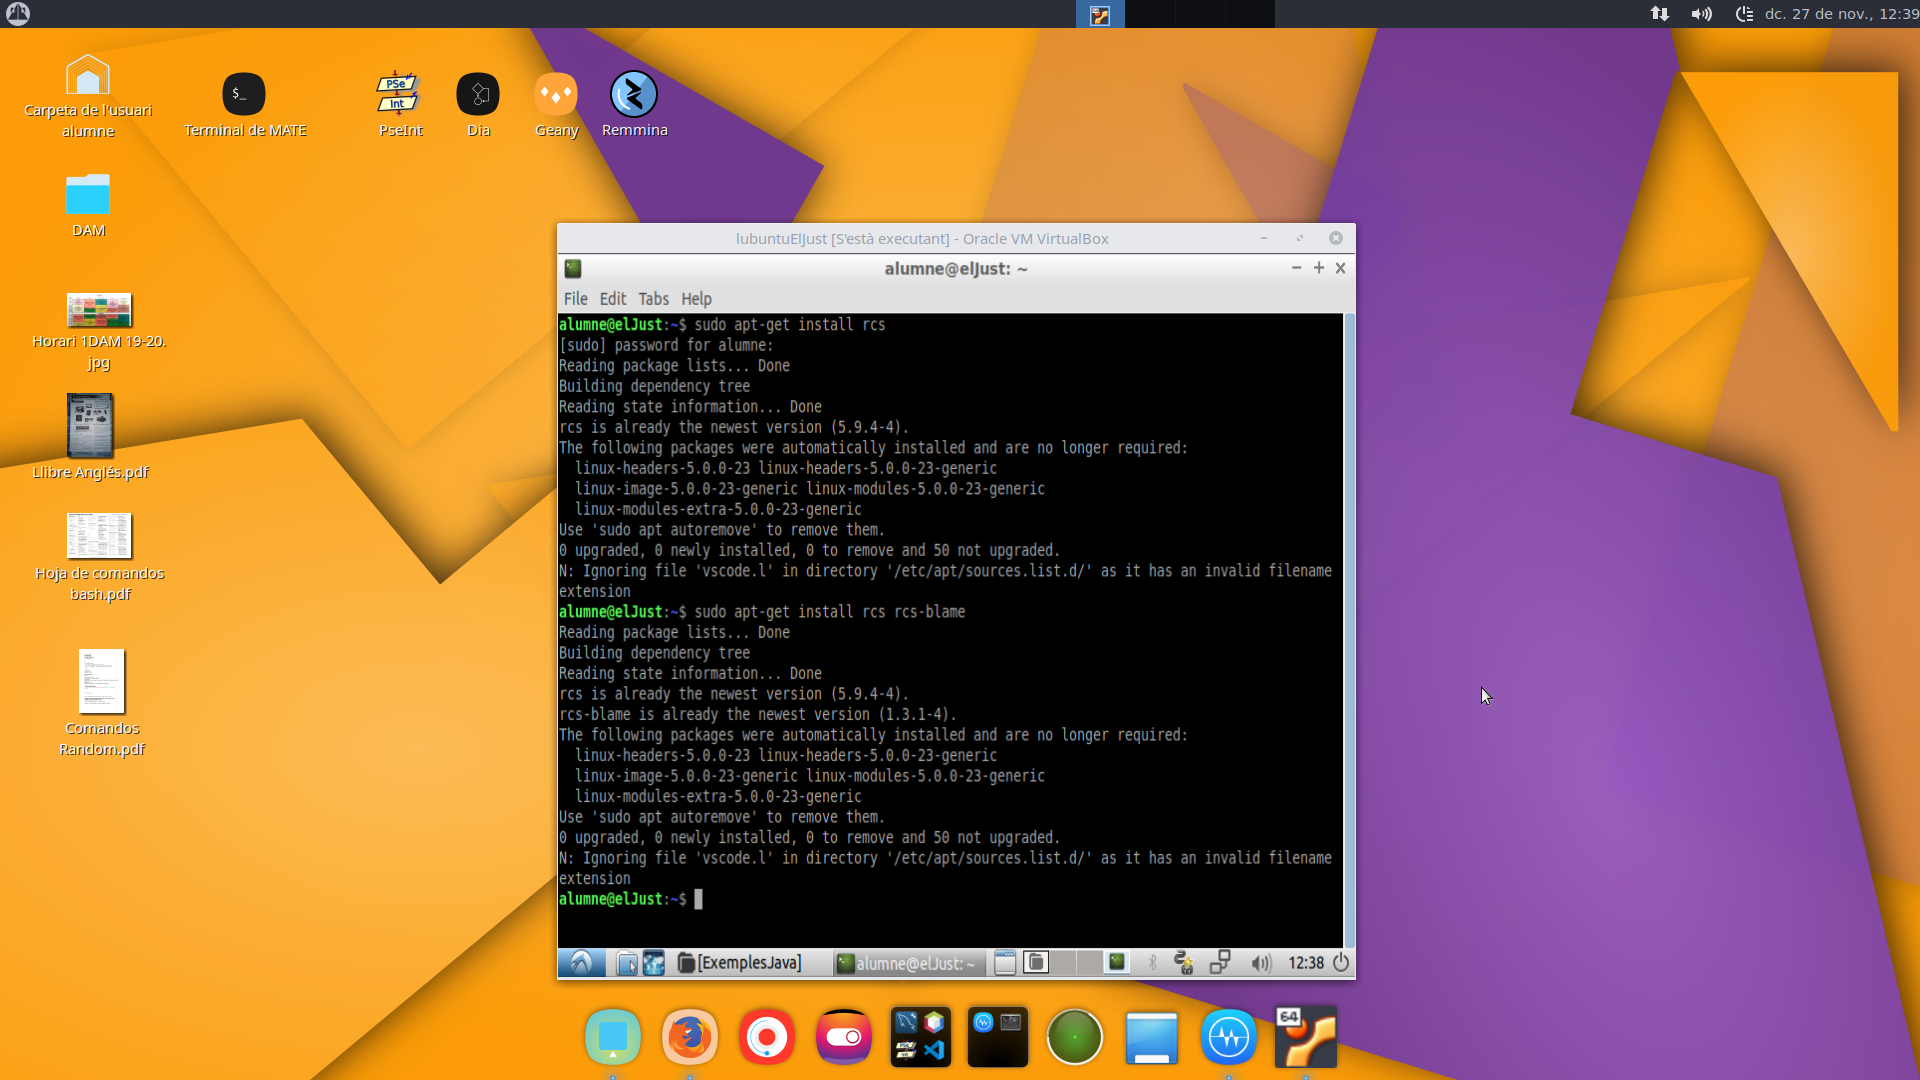 dc. 27 de nov., 12:39
Carpeta de l'usuari
alumne
$_
Terminal de MATE
PSe
Int
PseInt
Dia
Geany
Remmina
DAM
Horari 1DAM 19-20.
jpg
Llibre Anglés.pdf
Hoja de comandos
bash.pdf
Comandos
Random.pdf
lubuntuElJust [S'està executant] - Oracle VM VirtualBox
alumne@elJust: ~
File Edit Tabs Help
alumne@elJust:~$ sudo apt-get install rcs
[sudo] password for alumne:
Reading package lists... Done
Building dependency tree
Reading state information... Done
rcs is already the newest version (5.9.4-4).
The following packages were automatically installed and are no longer required:
  linux-headers-5.0.0-23 linux-headers-5.0.0-23-generic
  linux-image-5.0.0-23-generic linux-modules-5.0.0-23-generic
  linux-modules-extra-5.0.0-23-generic
Use 'sudo apt autoremove' to remove them.
0 upgraded, 0 newly installed, 0 to remove and 50 not upgraded.
N: Ignoring file 'vscode.l' in directory '/etc/apt/sources.list.d/' as it has an invalid filename
extension
alumne@elJust:~$ sudo apt-get install rcs rcs-blame
Reading package lists... Done
Building dependency tree
Reading state information... Done
rcs is already the newest version (5.9.4-4).
rcs-blame is already the newest version (1.3.1-4).
The following packages were automatically installed and are no longer required:
  linux-headers-5.0.0-23 linux-headers-5.0.0-23-generic
  linux-image-5.0.0-23-generic linux-modules-5.0.0-23-generic
  linux-modules-extra-5.0.0-23-generic
Use 'sudo apt autoremove' to remove them.
0 upgraded, 0 newly installed, 0 to remove and 50 not upgraded.
N: Ignoring file 'vscode.l' in directory '/etc/apt/sources.list.d/' as it has an invalid filename
extension
alumne@elJust:~$
[ExemplesJava]
alumne@elJust: ~
12:38
64